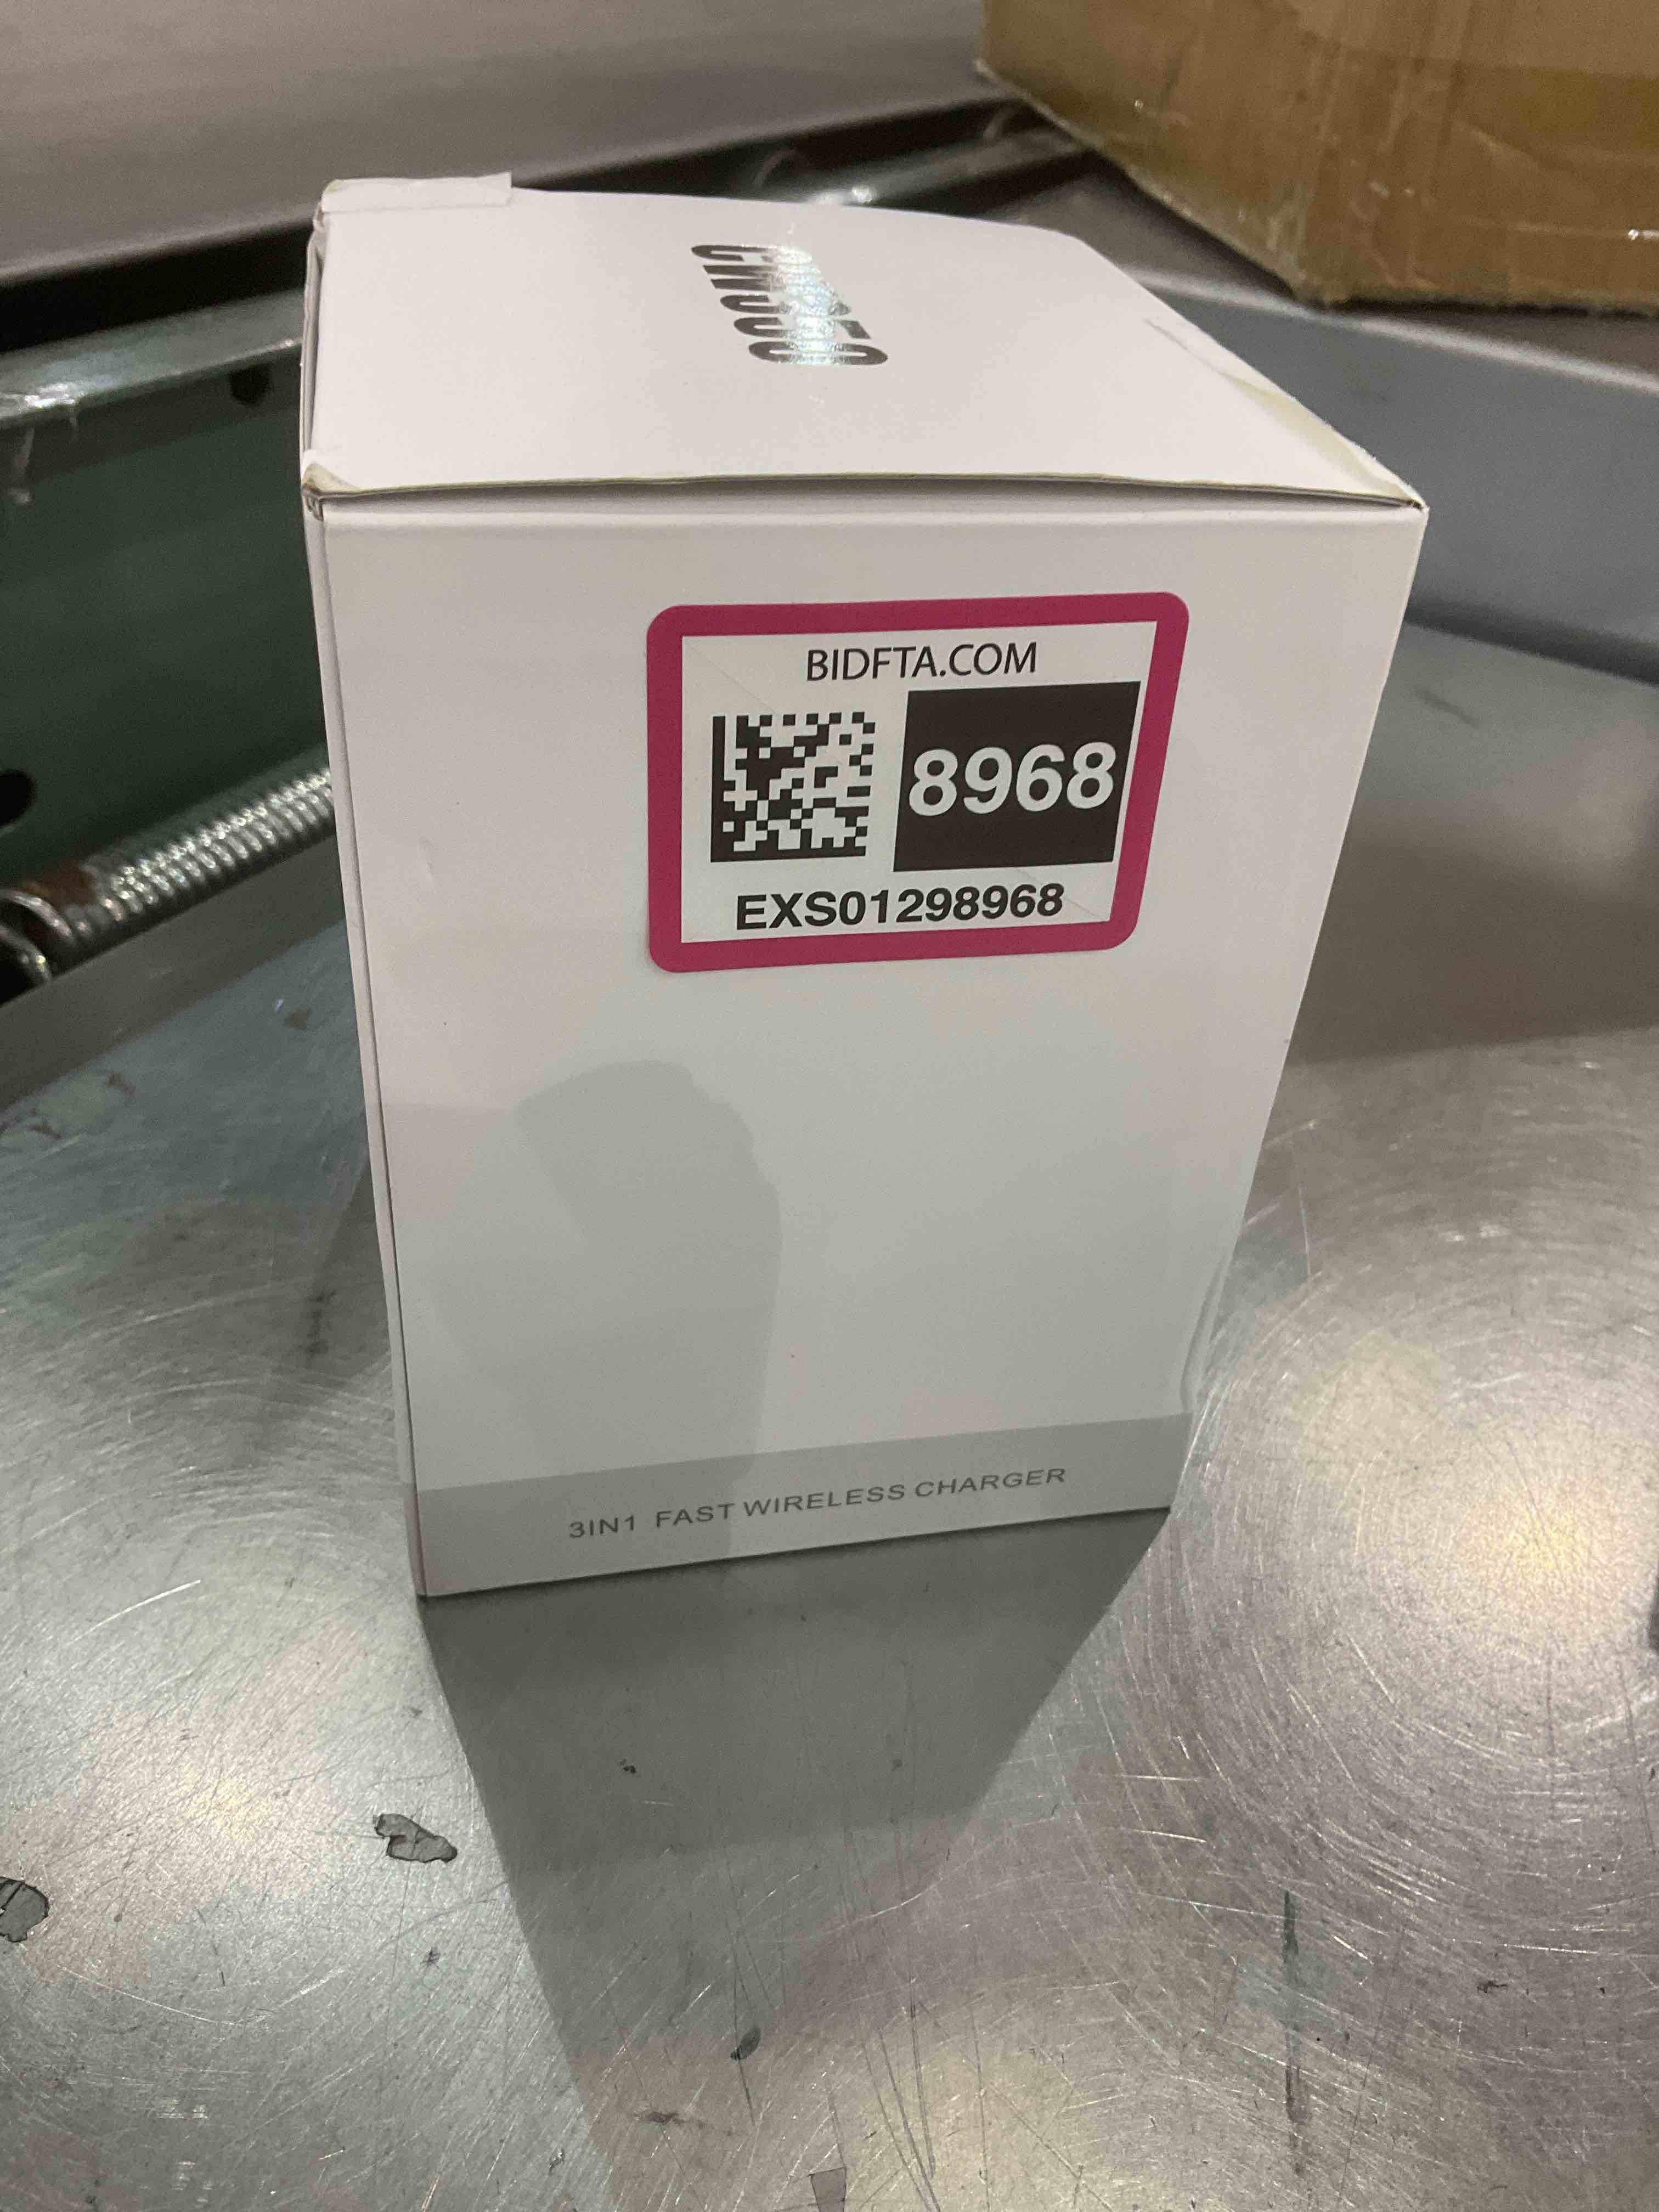 BIDFTA.COM
8968
EXS01298968
3IN1 FAST WIRELESS CHARGER